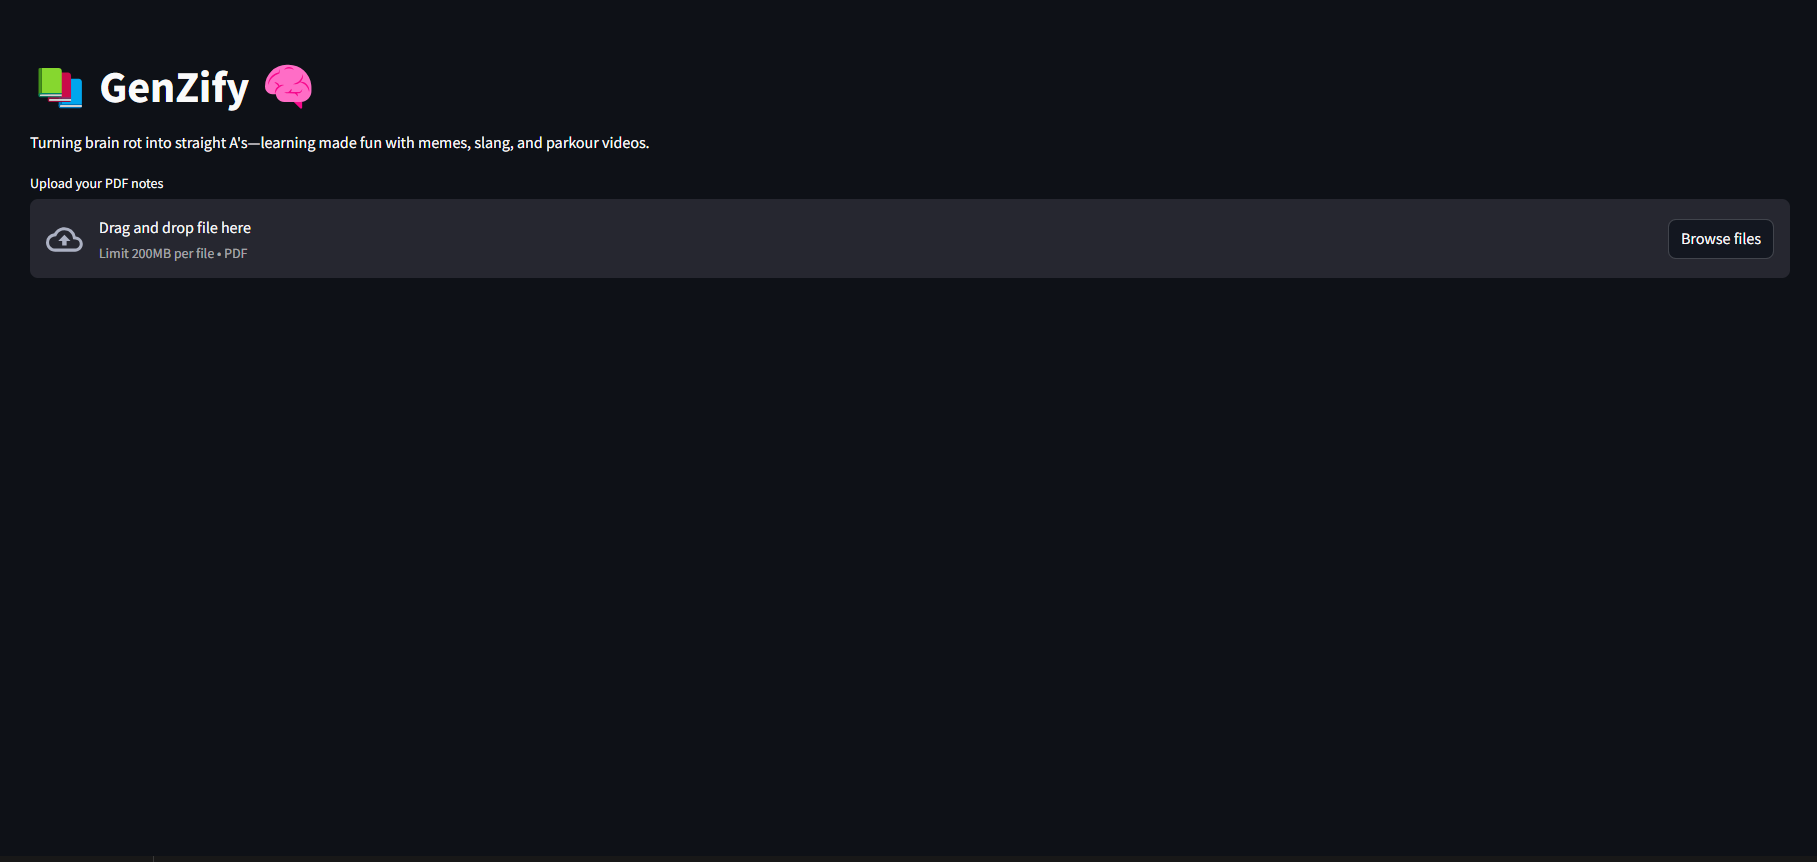 GenZify
Turning brain rot into straight A's—learning made fun with memes, slang, and parkour videos.
Upload your PDF notes
Drag and drop file here
Limit 200MB per file • PDF
Browse files